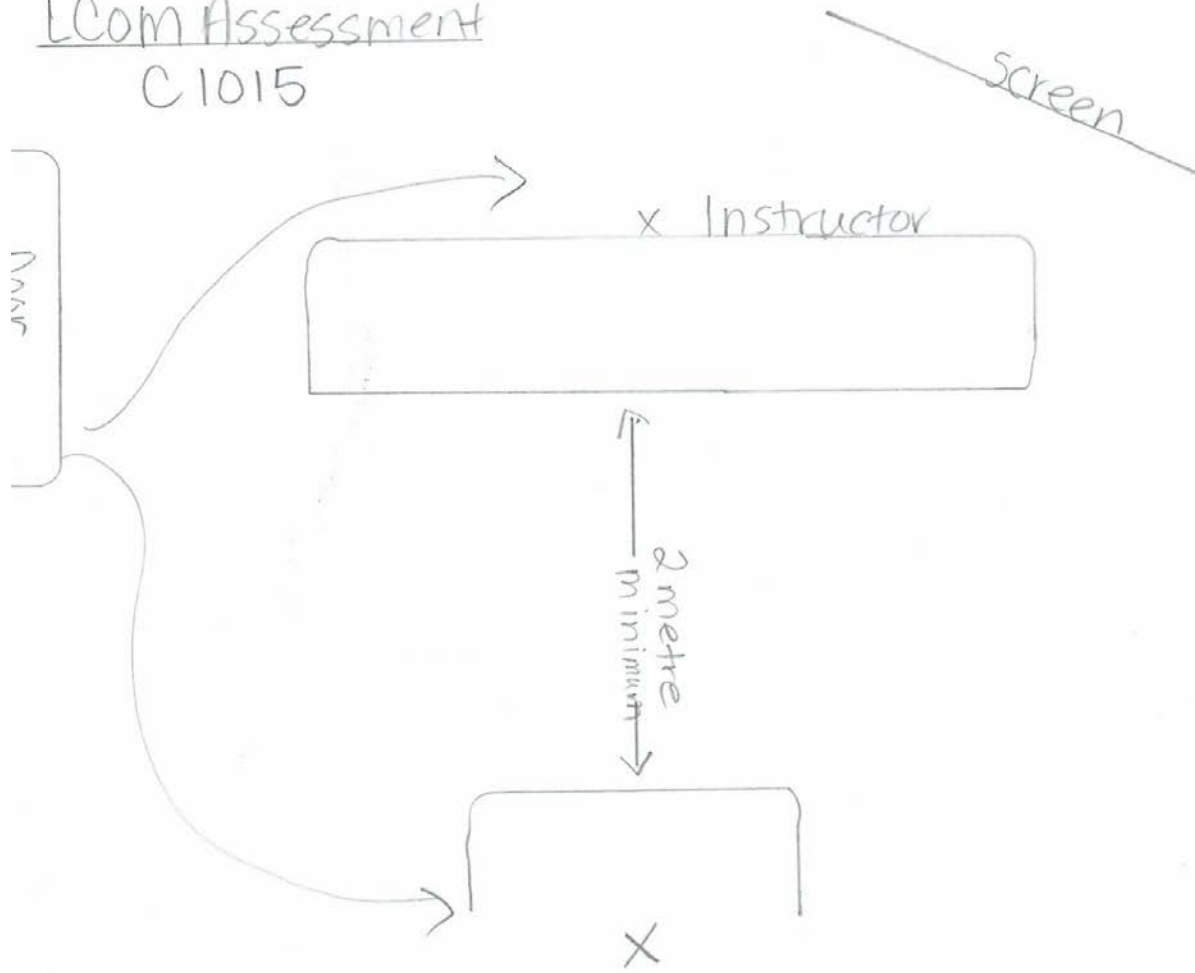 LCom Assessment
C1015
Screen
x Instructor
2 metre
minimum
X